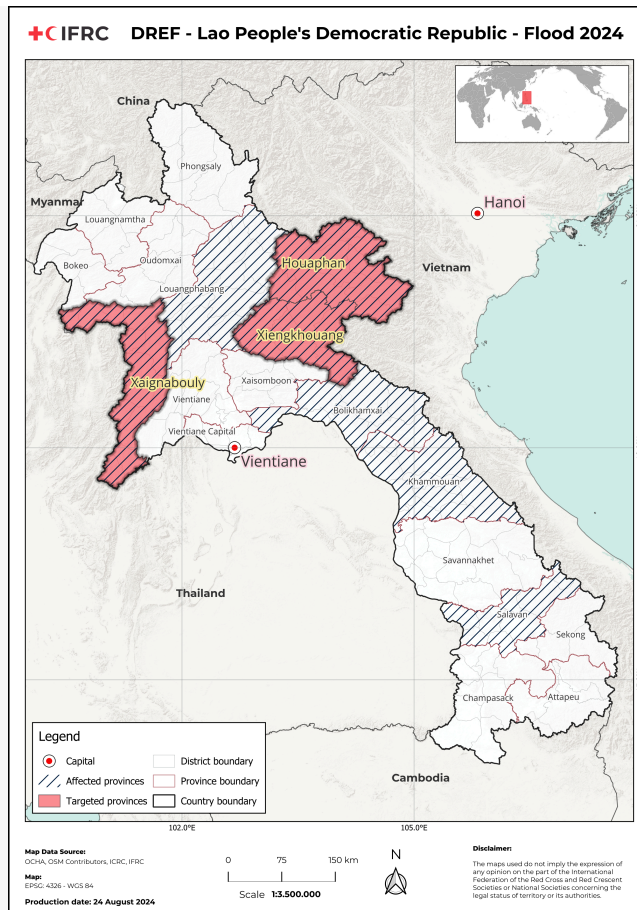 IFRC DREF - Lao People's Democratic Republic - Flood 2024
China
Phongsaly
Myanmar
Hanoi
Louangnamtha
Bokeo
Oudomxai
Houaphan
Vietnam
Louangphabang
Xiengkhouang
Xaignabouly
Xaisomboon
Vientiane
Bolikhamxai
Vientiane Capital
Vientiane
Khammouan
Savannakhet
Thailand
Salavan
Sekong
Champasack
Attapeu
Cambodia
Legend
Capital
District boundary
Affected provinces
Province boundary
Targeted provinces
Country boundary
102.0°E
105.0°E
Map Data Source:
OCHA, OSM Contributors, ICRC, IFRC
Map:
EPSG: 4326 - WGS 84
Production date: 24 August 2024
0 75 150 km
Scale 1:3.500.000
N
Disclaimer:
The maps used do not imply the expression of
any opinion on the part of the International
Federation of the Red Cross and Red Crescent
Societies or National Societies concerning the
legal status of territory or its authorities.